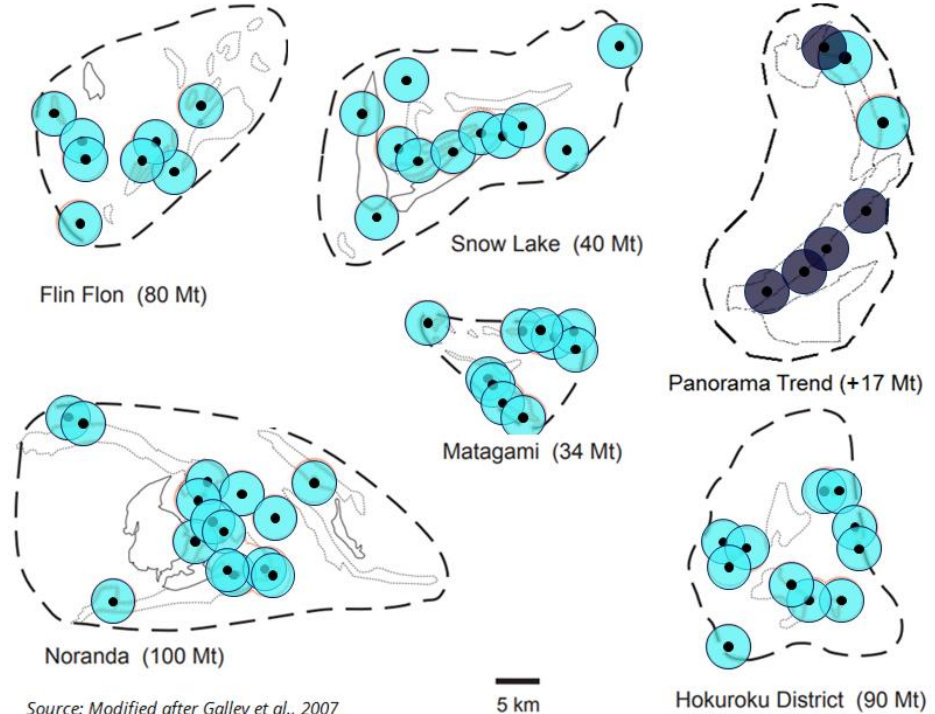 Flin Flon (80 Mt)
Snow Lake (40 Mt)
Panorama Trend (+17 Mt)
Matagami (34 Mt)
Noranda (100 Mt)
Hokuroku District (90 Mt)
5 km
Source: Modified after Galley et al., 2007